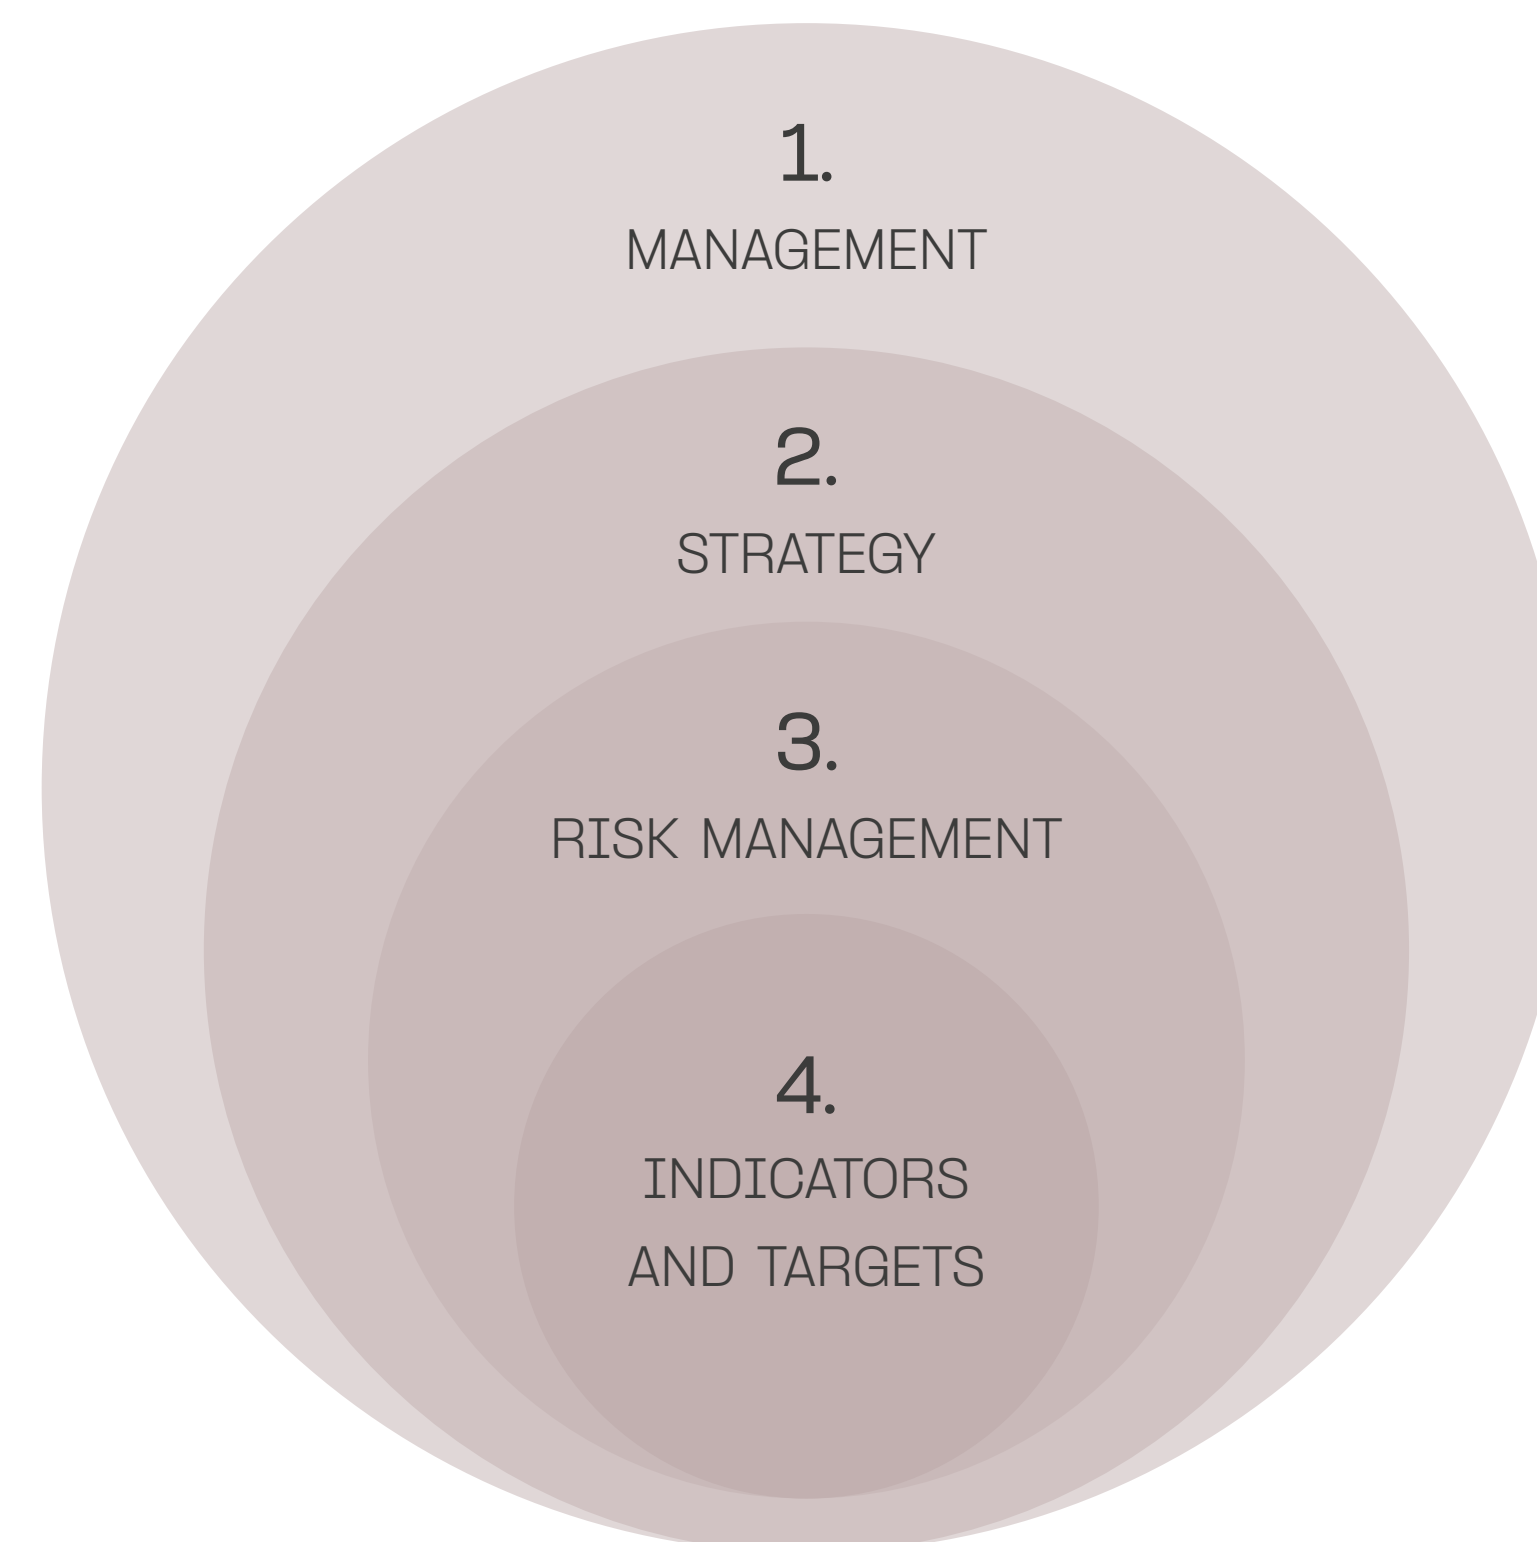 1.
MANAGEMENT
2.
STRATEGY
3.
RISK MANAGEMENT
4.
INDICATORS
AND TARGETS